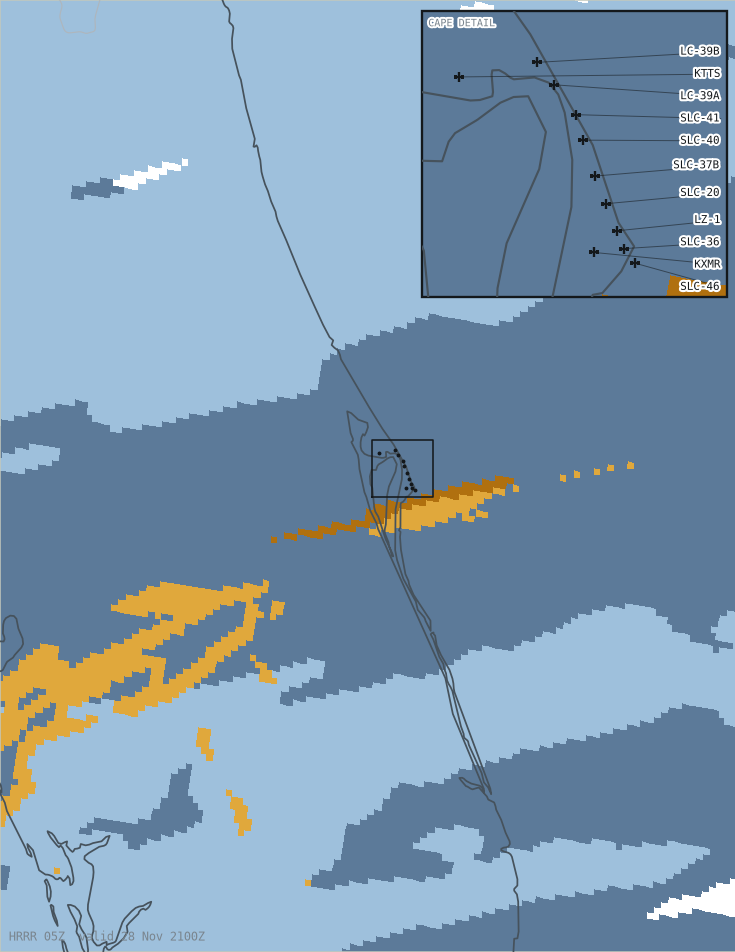 CAPE DETAIL
LC-39B
KTTS
LC-39A
SLC-41
SLC-40
SLC-37B
SLC-20
LZ-1
SLC-36
KXMR
SLC-46
HRRR 05Z valid 28 Nov 2100Z